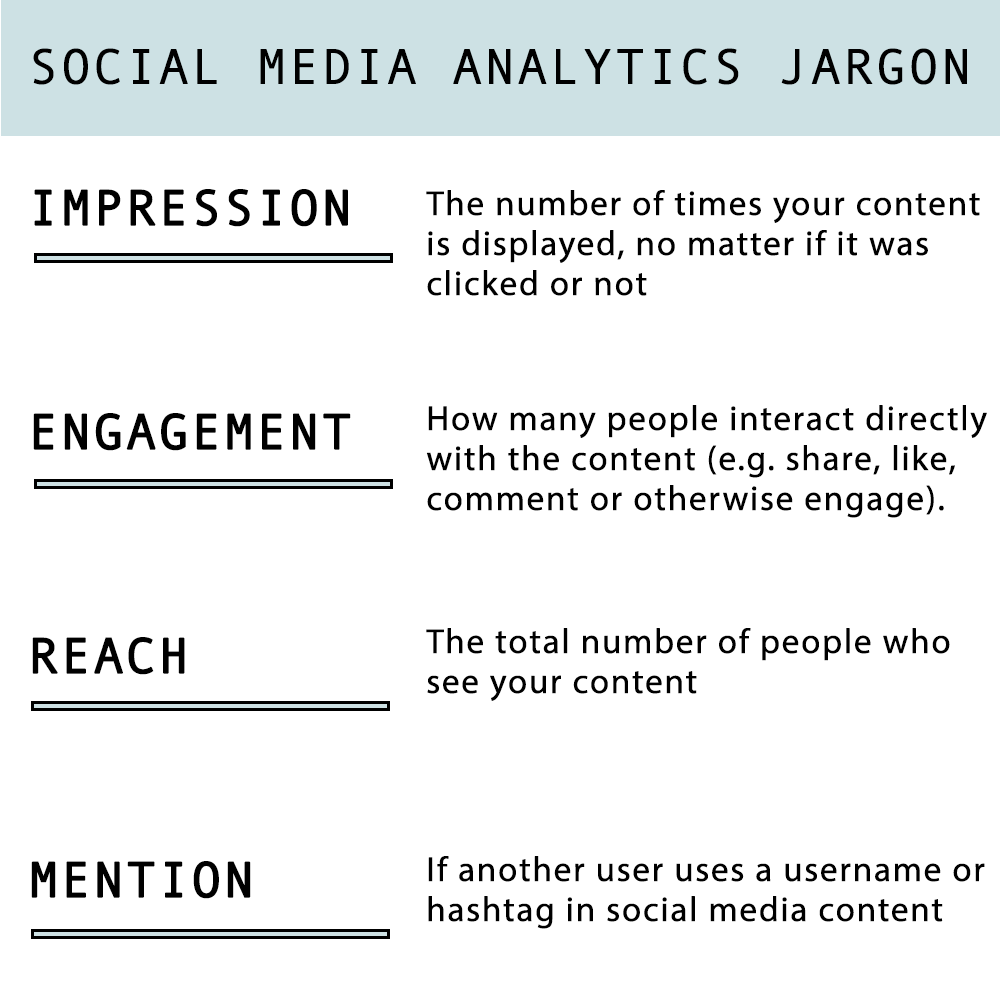 SOCIAL MEDIA ANALYTICS JARGON
IMPRESSION
The number of times your content
is displayed, no matter if it was
clicked or not
ENGAGEMENT
How many people interact directly
with the content (e.g. share, like,
comment or otherwise engage).
REACH
The total number of people who
see your content
MENTION
If another user uses a username or
hashtag in social media content